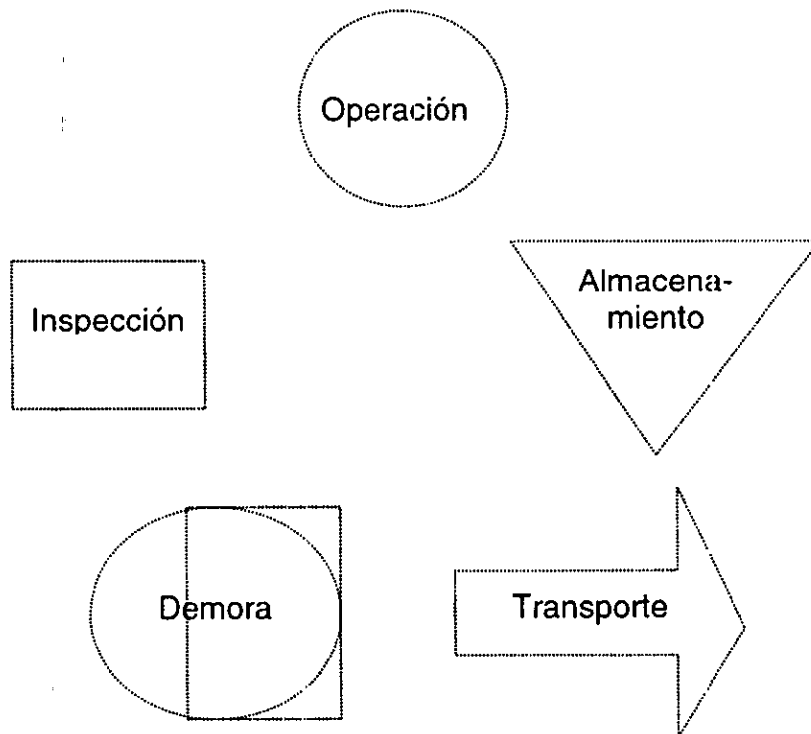 Operación
Inspección
Almacena-
miento
Demora
Transporte